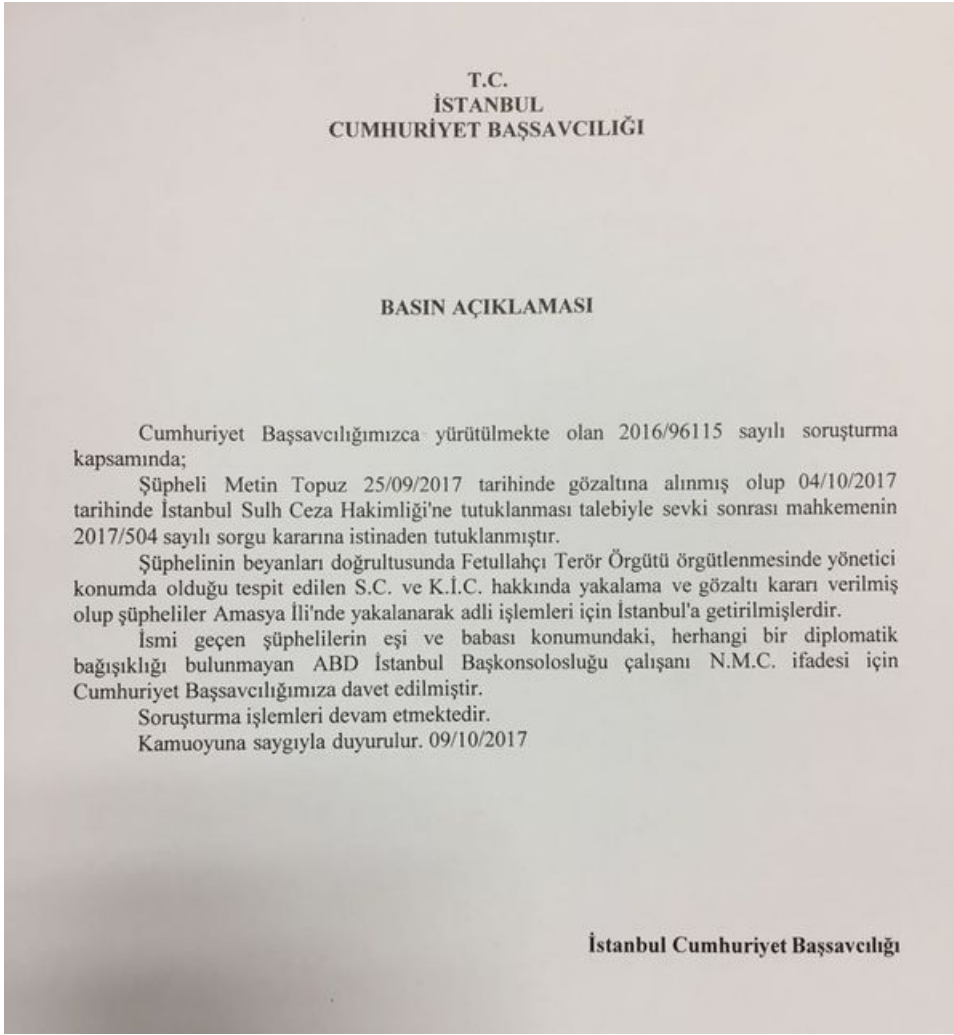 T.C.
İSTANBUL
CUMHURİYET BAŞSAVCILIĞI
BASIN AÇIKLAMASI
Cumhuriyet Başsavcılığımızca yürütülmekte olan 2016/96115 sayılı soruşturma
kapsamında;
Şüpheli Metin Topuz 25/09/2017 tarihinde gözaltına alınmış olup 04/10/2017
tarihinde İstanbul Sulh Ceza Hakimliği'ne tutuklanması talebiyle sevki sonrası mahkemenin
2017/504 sayılı sorgu kararına istinaden tutuklanmıştır.
Şüphelinin beyanları doğrultusunda Fetullahçı Terör Örgütü örgütlenmesinde yönetici
konumda olduğu tespit edilen S.C. ve K.İ.C. hakkında yakalama ve gözaltı kararı verilmiş
olup şüpheliler Amasya İli'nde yakalanarak adli işlemleri için İstanbul'a getirilmişlerdir.
İsmi geçen şüphelilerin eşi ve babası konumundaki, herhangi bir diplomatik
bağışıklığı bulunmayan ABD İstanbul Başkonsolosluğu çalışanı N.M.C. ifadesi için
Cumhuriyet Başsavcılığımıza davet edilmiştir.
Soruşturma işlemleri devam etmektedir.
Kamuoyuna saygıyla duyurulur. 09/10/2017
İstanbul Cumhuriyet Başsavcılığı